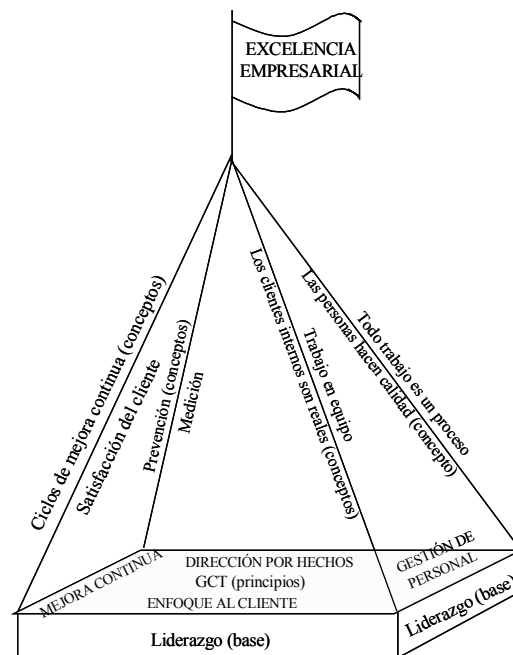 EXCELENCIA
EMPRESARIAL
Ciclos de mejora continua (conceptos)
Satisfacción del cliente
Prevención (conceptos)
Medición
Los clientes internos son reales (conceptos)
Trabajo en equipo
Las personas hacen calidad (concepto)
Todo trabajo es un proceso
MEJORA CONTINUA
DIRECCIÓN POR HECHOS
GCT (principios)
ENFOQUE AL CLIENTE
GESTIÓN DE
PERSONAL
Liderazgo (base)
Liderazgo (base)